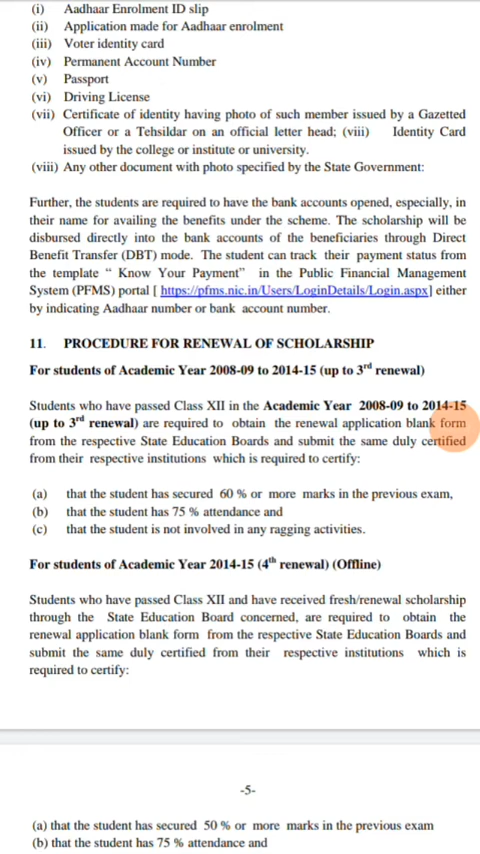 (i) Aadhaar Enrolment ID slip
(ii) Application made for Aadhaar enrolment
(iii) Voter identity card
(iv) Permanent Account Number
(v) Passport
(vi) Driving License
(vii) Certificate of identity having photo of such member issued by a Gazetted
Officer or a Tehsildar on an official letter head; (viii) Identity Card
issued by the college or institute or university.
(viii) Any other document with photo specified by the State Government:
Further, the students are required to have the bank accounts opened, especially, in
their name for availing the benefits under the scheme. The scholarship will be
disbursed directly into the bank accounts of the beneficiaries through Direct
Benefit Transfer (DBT) mode. The student can track their payment status from
the template “ Know Your Payment” in the Public Financial Management
System (PFMS) portal [ https://pfms.nic.in/Users/LoginDetails/Login.aspx] either
by indicating Aadhaar number or bank account number.
11. PROCEDURE FOR RENEWAL OF SCHOLARSHIP
For students of Academic Year 2008-09 to 2014-15 (up to 3rd renewal)
Students who have passed Class XII in the Academic Year 2008-09 to 2014-15
(up to 3rd renewal) are required to obtain the renewal application blank form
from the respective State Education Boards and submit the same duly certified
from their respective institutions which is required to certify:
(a) that the student has secured 60 % or more marks in the previous exam,
(b) that the student has 75 % attendance and
(c) that the student is not involved in any ragging activities.
For students of Academic Year 2014-15 (4th renewal) (Offline)
Students who have passed Class XII and have received fresh/renewal scholarship
through the State Education Board concerned, are required to obtain the
renewal application blank form from the respective State Education Boards and
submit the same duly certified from their respective institutions which is
required to certify:
-5-
(a) that the student has secured 50 % or more marks in the previous exam
(b) that the student has 75 % attendance and